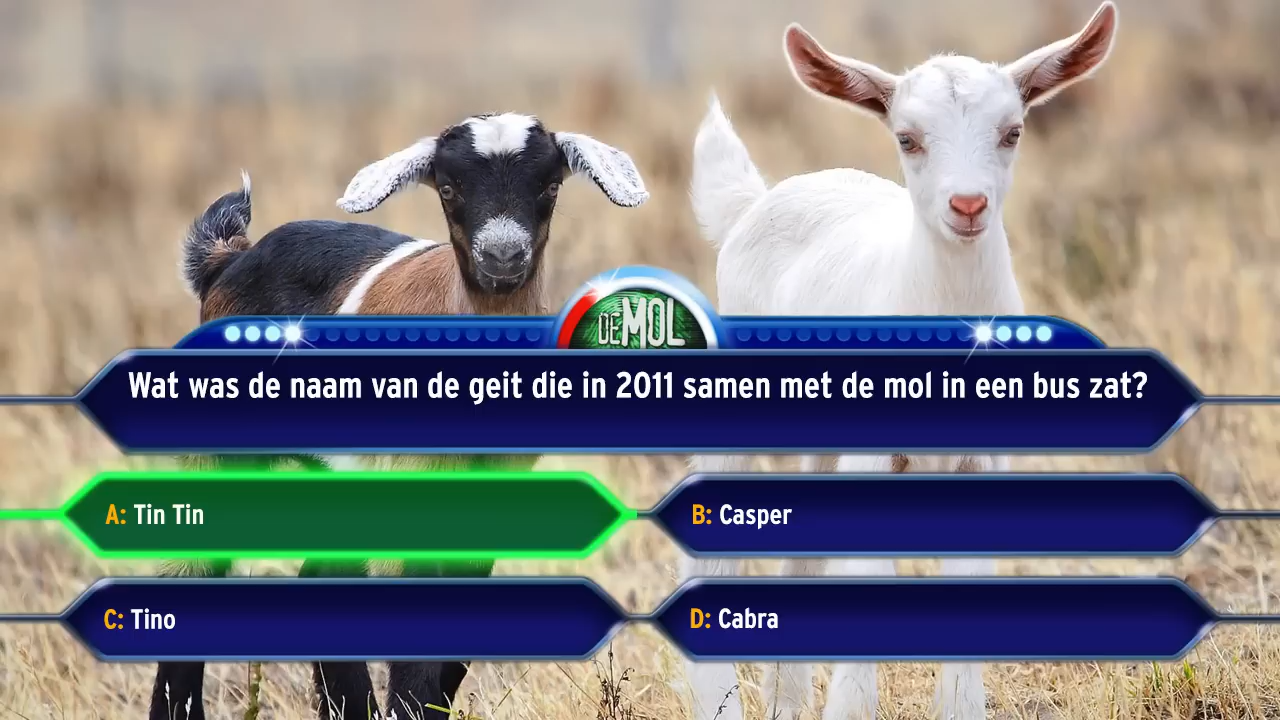 DE MOL
Wat was de naam van de geit die in 2011 samen met de mol in een bus zat?
A: Tin Tin
B: Casper
C: Tino
D: Cabra